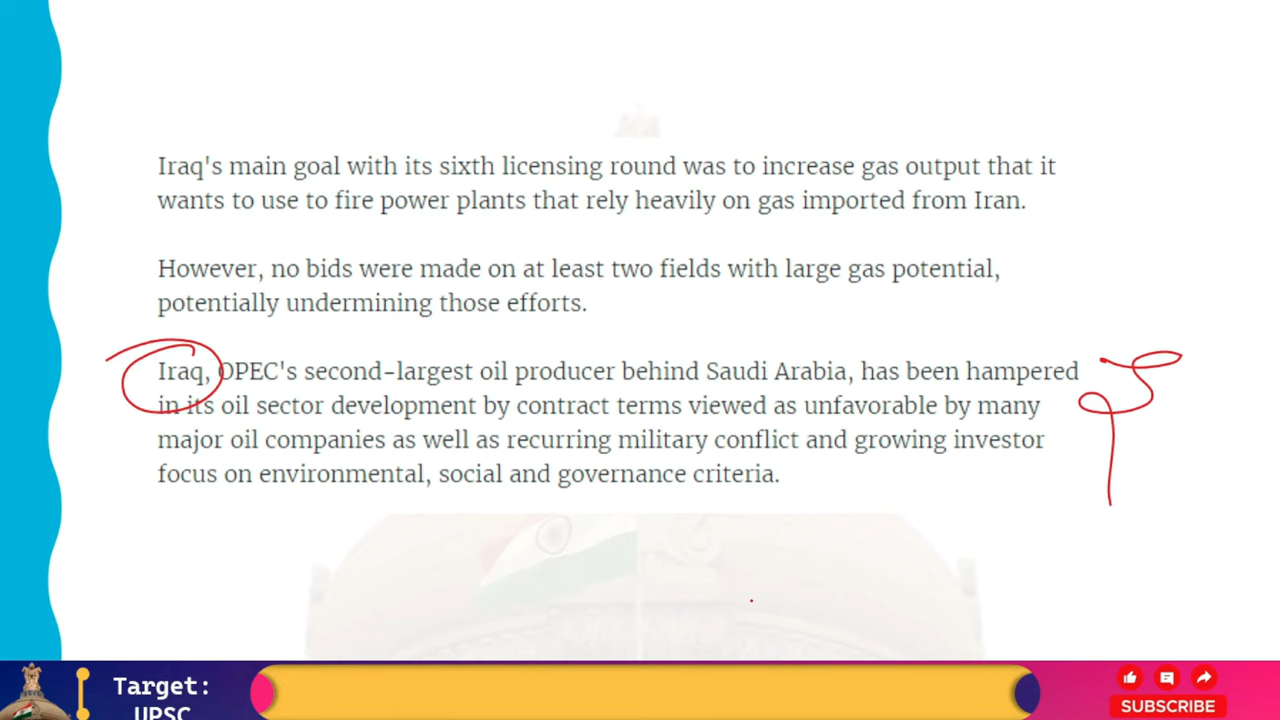 Iraq's main goal with its sixth licensing round was to increase gas output that it
wants to use to fire power plants that rely heavily on gas imported from Iran.
However, no bids were made on at least two fields with large gas potential,
potentially undermining those efforts.
Iraq, OPEC's second-largest oil producer behind Saudi Arabia, has been hampered
in its oil sector development by contract terms viewed as unfavorable by many
major oil companies as well as recurring military conflict and growing investor
focus on environmental, social and governance criteria.
Target:
UPSC
SUBSCRIBE